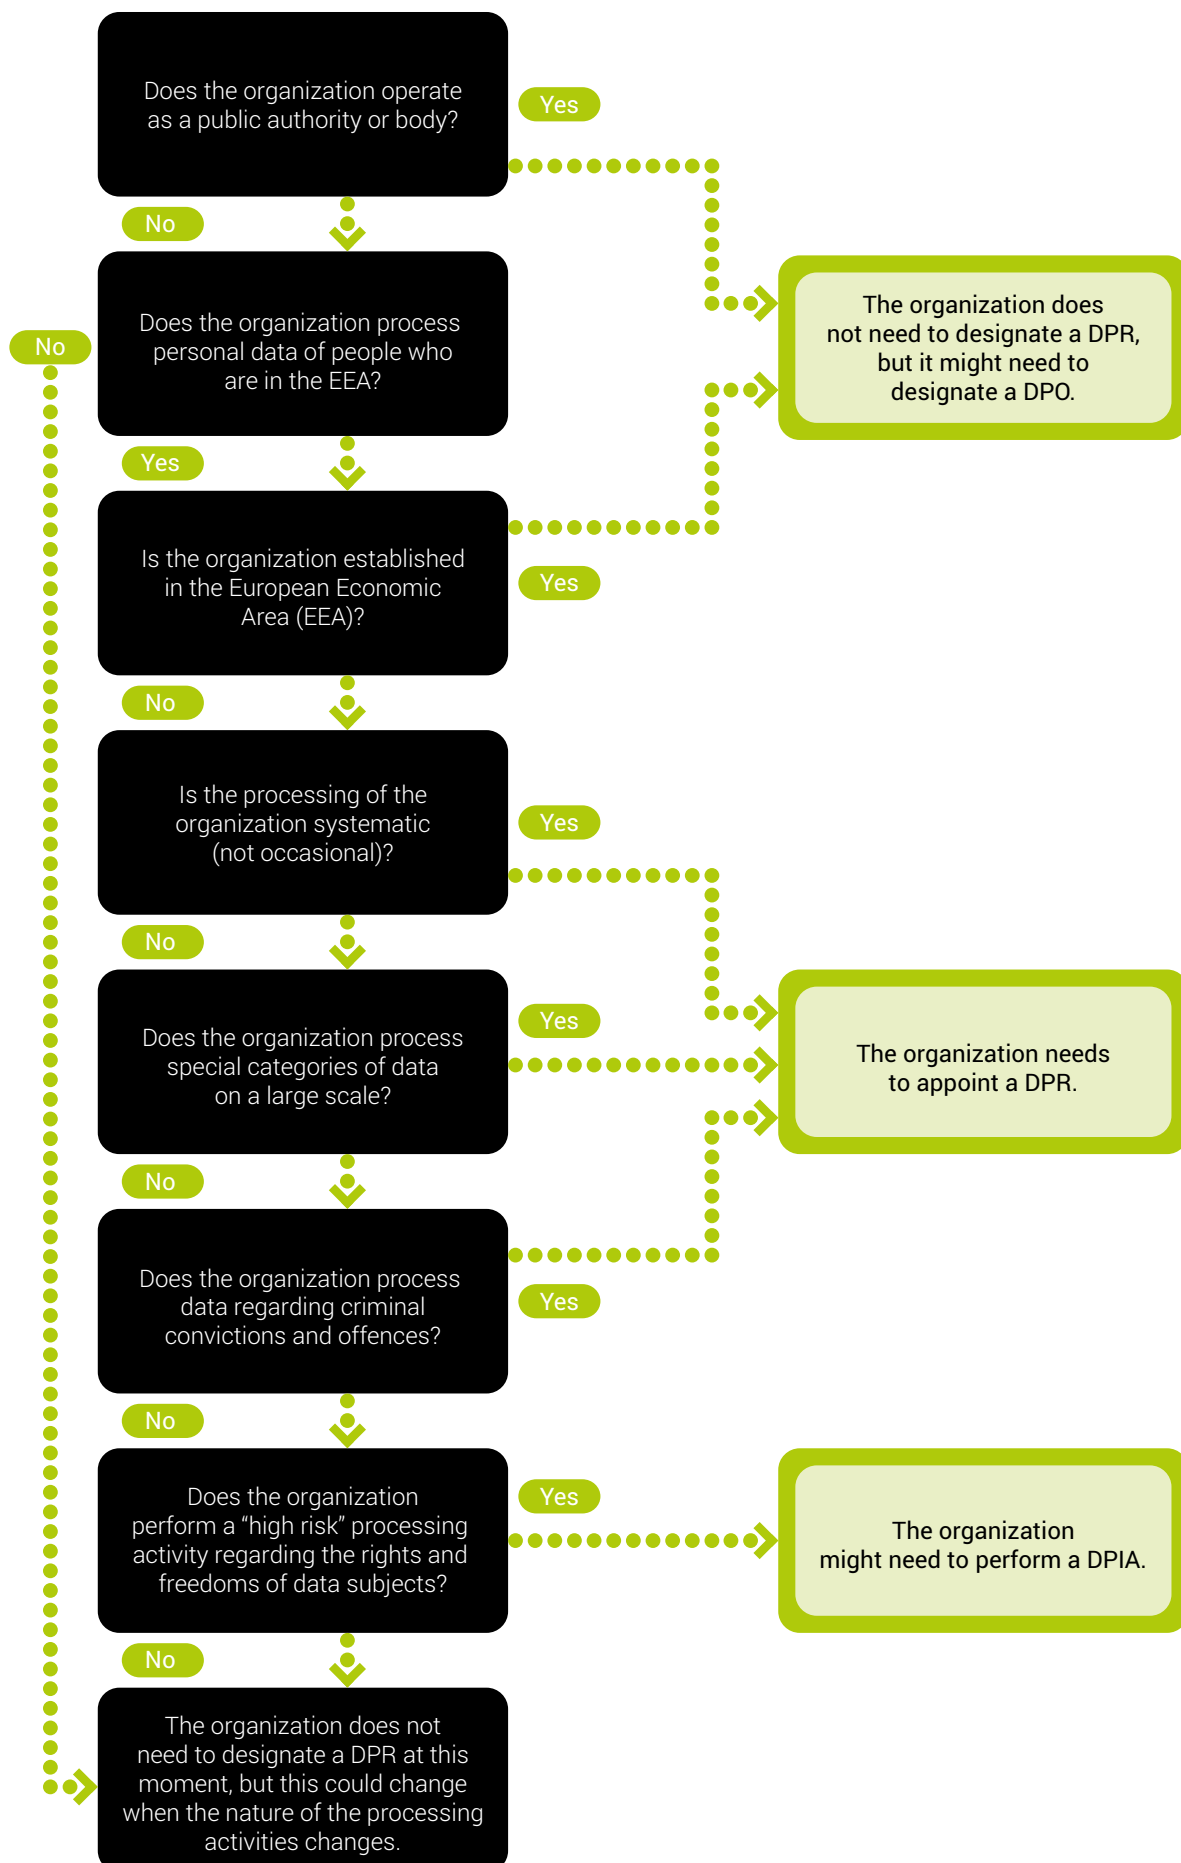 Does the organization operate
as a public authority or body?
Yes
No
Does the organization process
personal data of people who
are in the EEA?
No
The organization does
not need to designate a DPR,
but it might need to
designate a DPO.
Yes
Is the organization established
in the European Economic
Area (EEA)?
Yes
No
Is the processing of the
organization systematic
(not occasional)?
Yes
No
Does the organization process
special categories of data
on a large scale?
Yes
The organization needs
to appoint a DPR.
No
Does the organization process
data regarding criminal
convictions and offences?
Yes
No
Does the organization
perform a “high risk” processing
activity regarding the rights and
freedoms of data subjects?
Yes
The organization
might need to perform a DPIA.
No
The organization does not
need to designate a DPR at this
moment, but this could change
when the nature of the processing
activities changes.